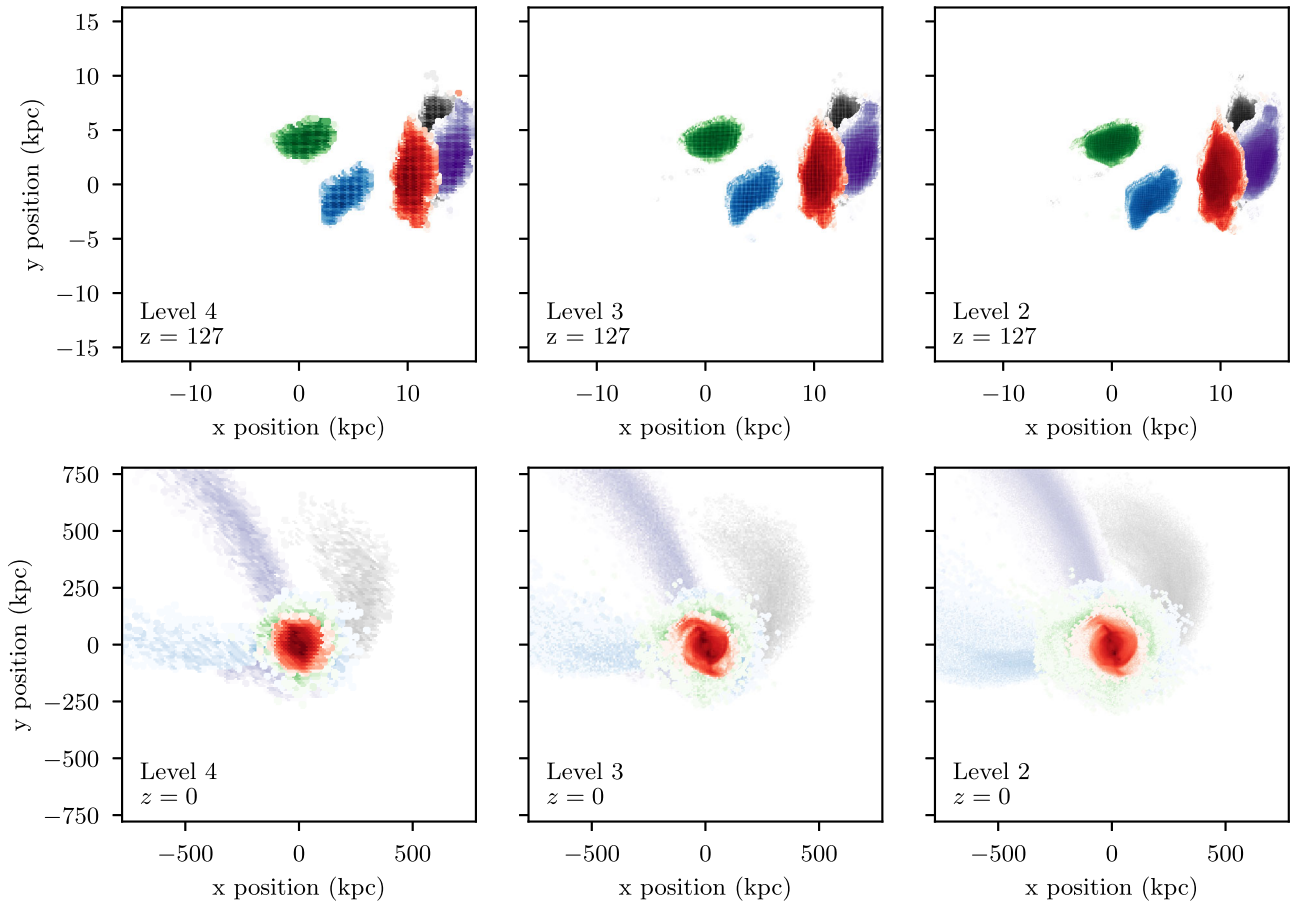 15
10
5
0
−5
−10
−15
y position (kpc)
Level 4
z = 127
Level 3
z = 127
Level 2
z = 127
−10 0 10
−10 0 10
−10 0 10
x position (kpc)
x position (kpc)
x position (kpc)
750
500
250
0
−250
−500
−750
y position (kpc)
Level 4
z = 0
Level 3
z = 0
Level 2
z = 0
−500 0 500
−500 0 500
−500 0 500
x position (kpc)
x position (kpc)
x position (kpc)